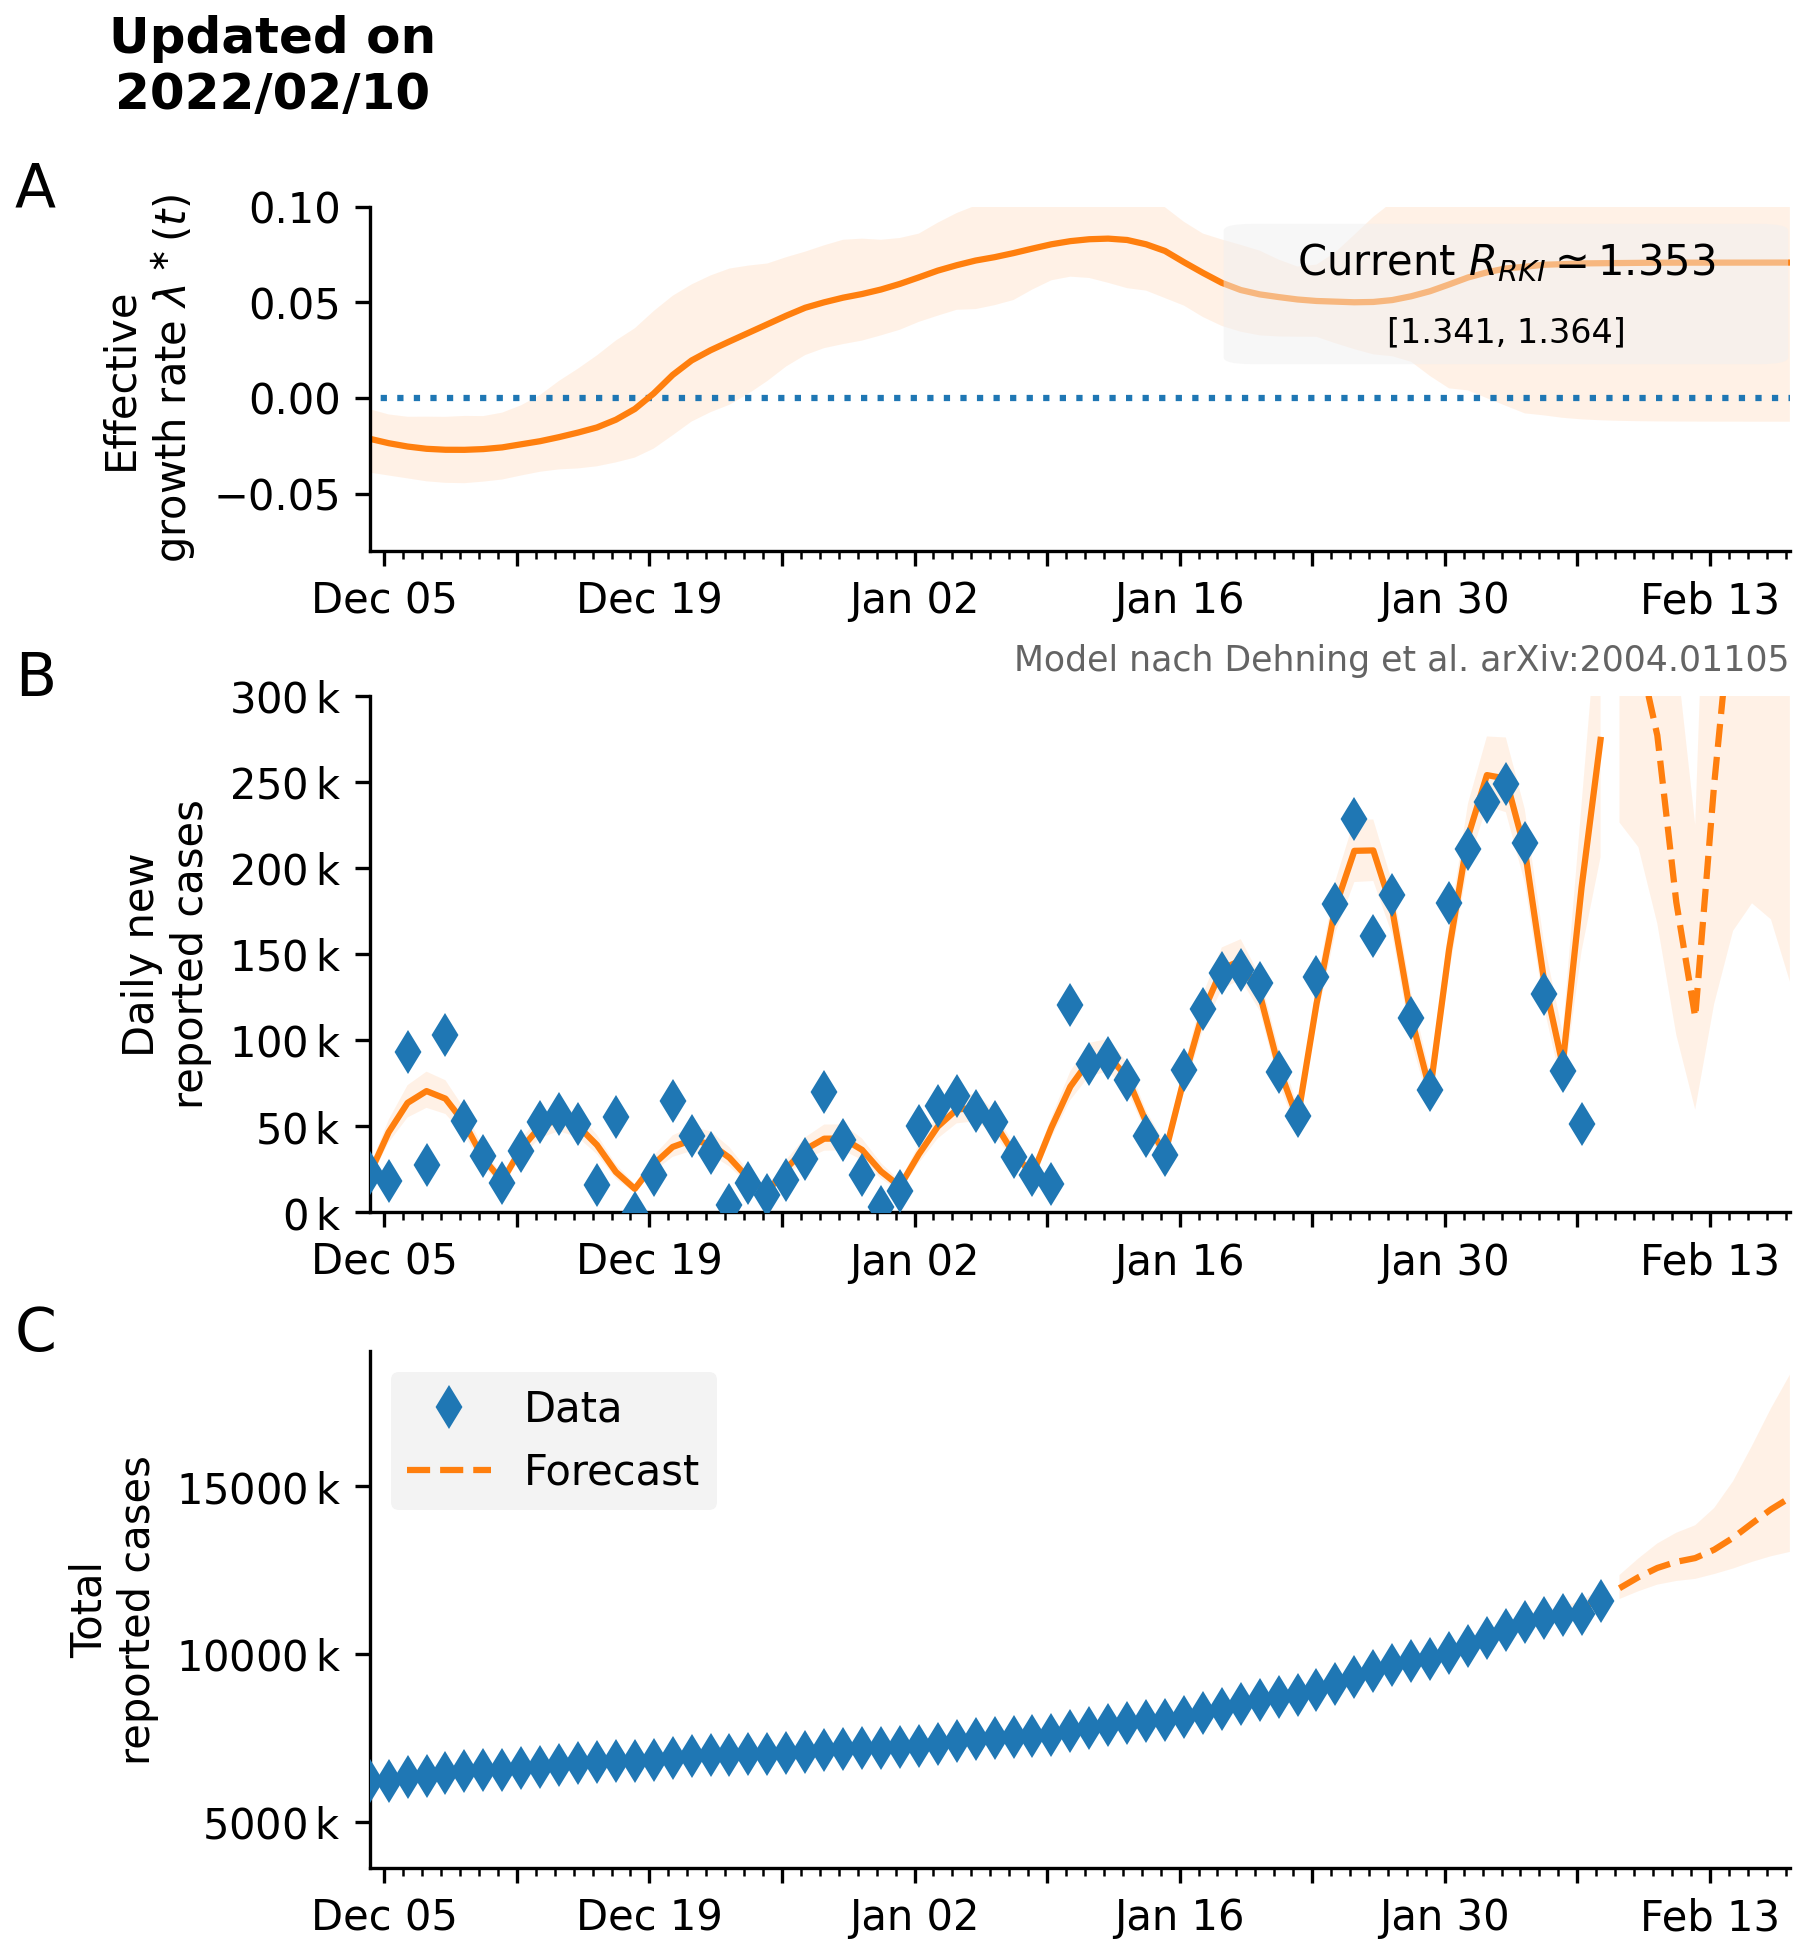 Updated on
2022/02/10
A
Effective
growth rate λ * (t)
0.10
0.05
0.00
−0.05
Current R_RKI ≃ 1.353
[1.341, 1.364]
Dec 05
Dec 19
Jan 02
Jan 16
Jan 30
Feb 13
Model nach Dehning et al. arXiv:2004.01105
B
Daily new
reported cases
300 k
250 k
200 k
150 k
100 k
50 k
0 k
Dec 05
Dec 19
Jan 02
Jan 16
Jan 30
Feb 13
C
Total
reported cases
15000 k
10000 k
5000 k
Data
Forecast
Dec 05
Dec 19
Jan 02
Jan 16
Jan 30
Feb 13